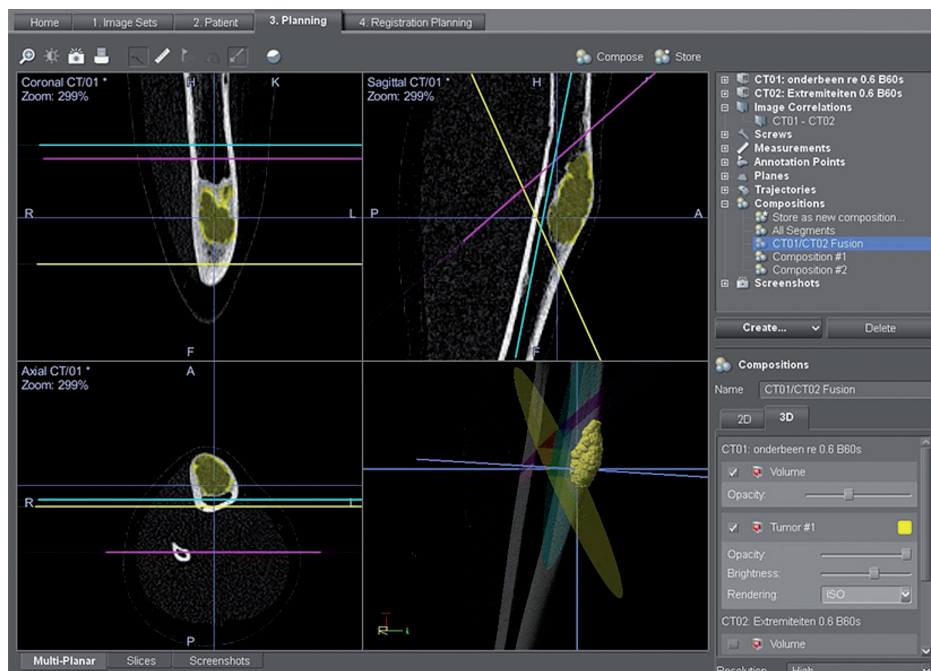 Home
1. Image Sets
2. Patient
3. Planning
4. Registration Planning
Compose
Store
Coronal CT/01 *
Zoom: 299%
H
K
R
L
F
Sagittal CT/01 *
Zoom: 299%
H
P
A
F
Axial CT/01 *
Zoom: 299%
A
R
L
P
Multi-Planar
Slices
Screenshots
CT01: onderbeen re 0.6 B60s
CT02: Extremiteiten 0.6 B60s
Image Correlations
CT01 - CT02
Screws
Measurements
Annotation Points
Planes
Trajectories
Compositions
Store as new composition...
All Segments
CT01/CT02 Fusion
Composition #1
Composition #2
Screenshots
Create...
Delete
Compositions
Name
CT01/CT02 Fusion
2D
3D
CT01: onderbeen re 0.6 B60s
Volume
Opacity:
Tumor #1
Opacity:
Brightness:
Rendering:
ISO
CT02: Extremiteiten 0.6 B60s
Volume
Resolution
High